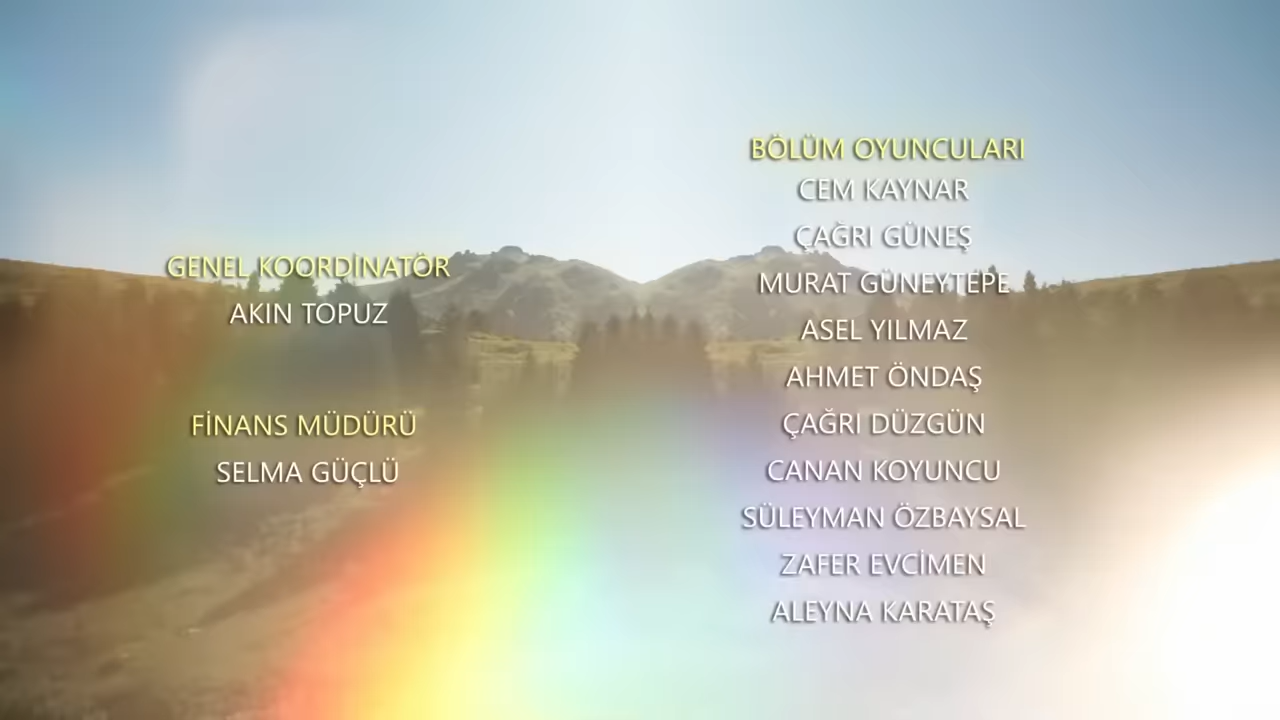 GENEL KOORDİNATÖR
AKIN TOPUZ
FİNANS MÜDÜRÜ
SELMA GÜÇLÜ
BÖLÜM OYUNCULARI
CEM KAYNAR
ÇAĞRI GÜNEŞ
MURAT GÜNEYTEPE
ASEL YILMAZ
AHMET ÖNDAŞ
ÇAĞRI DÜZGÜN
CANAN KOYUNCU
SÜLEYMAN ÖZBAYSAL
ZAFER EVCİMEN
ALEYNA KARATAŞ